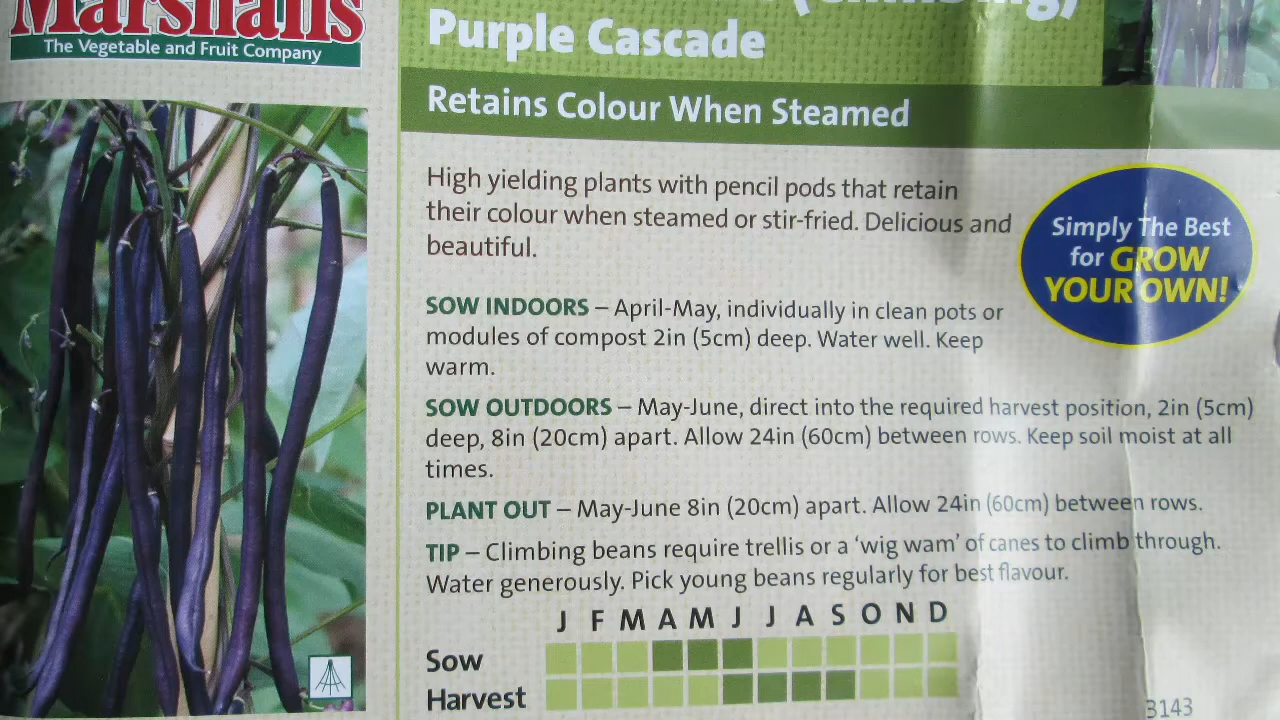 Marshalls
The Vegetable and Fruit Company
(Climbing)
Purple Cascade
Retains Colour When Steamed
High yielding plants with pencil pods that retain
their colour when steamed or stir-fried. Delicious and
beautiful.
Simply The Best
for GROW
YOUR OWN!
SOW INDOORS – April-May, individually in clean pots or
modules of compost 2in (5cm) deep. Water well. Keep
warm.
SOW OUTDOORS – May-June, direct into the required harvest position, 2in (5cm)
deep, 8in (20cm) apart. Allow 24in (60cm) between rows. Keep soil moist at all
times.
PLANT OUT – May-June 8in (20cm) apart. Allow 24in (60cm) between rows.
TIP – Climbing beans require trellis or a ‘wig wam’ of canes to climb through.
Water generously. Pick young beans regularly for best flavour.
J F M A M J J A S O N D
Sow
Harvest
3143